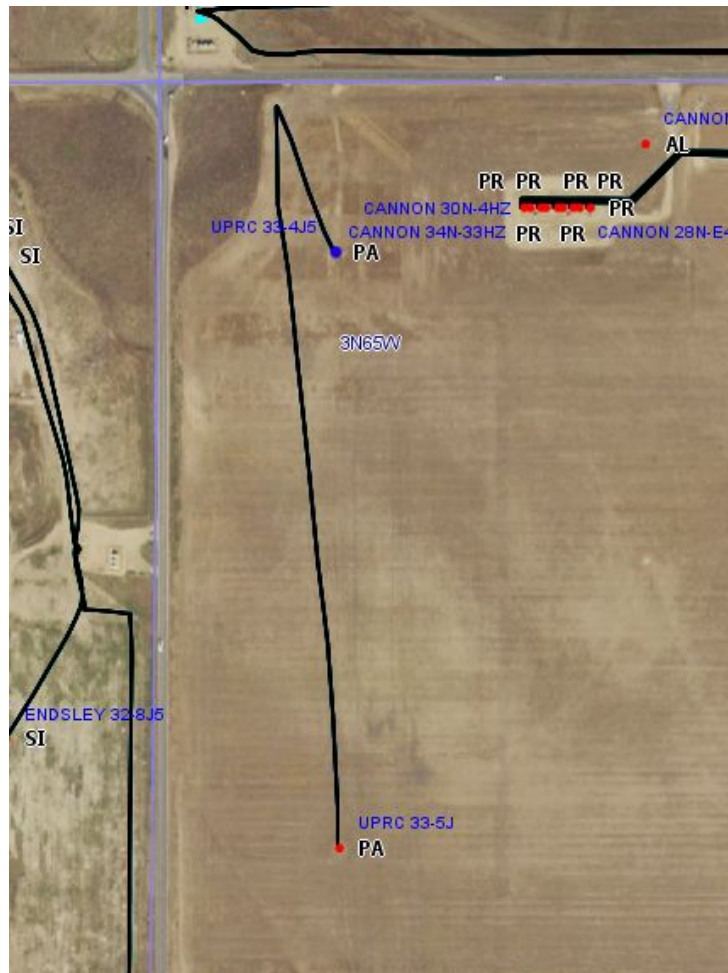 CANNON
AL
PR PR PR PR
CANNON 30N-4HZ
PR
UPRC 33-4J5
CANNON 34N-33HZ
PR PR
CANNON 28N-E4
SI
SI
PA
3N65W
ENDSLEY 32-8J5
SI
UPRC 33-5J
PA